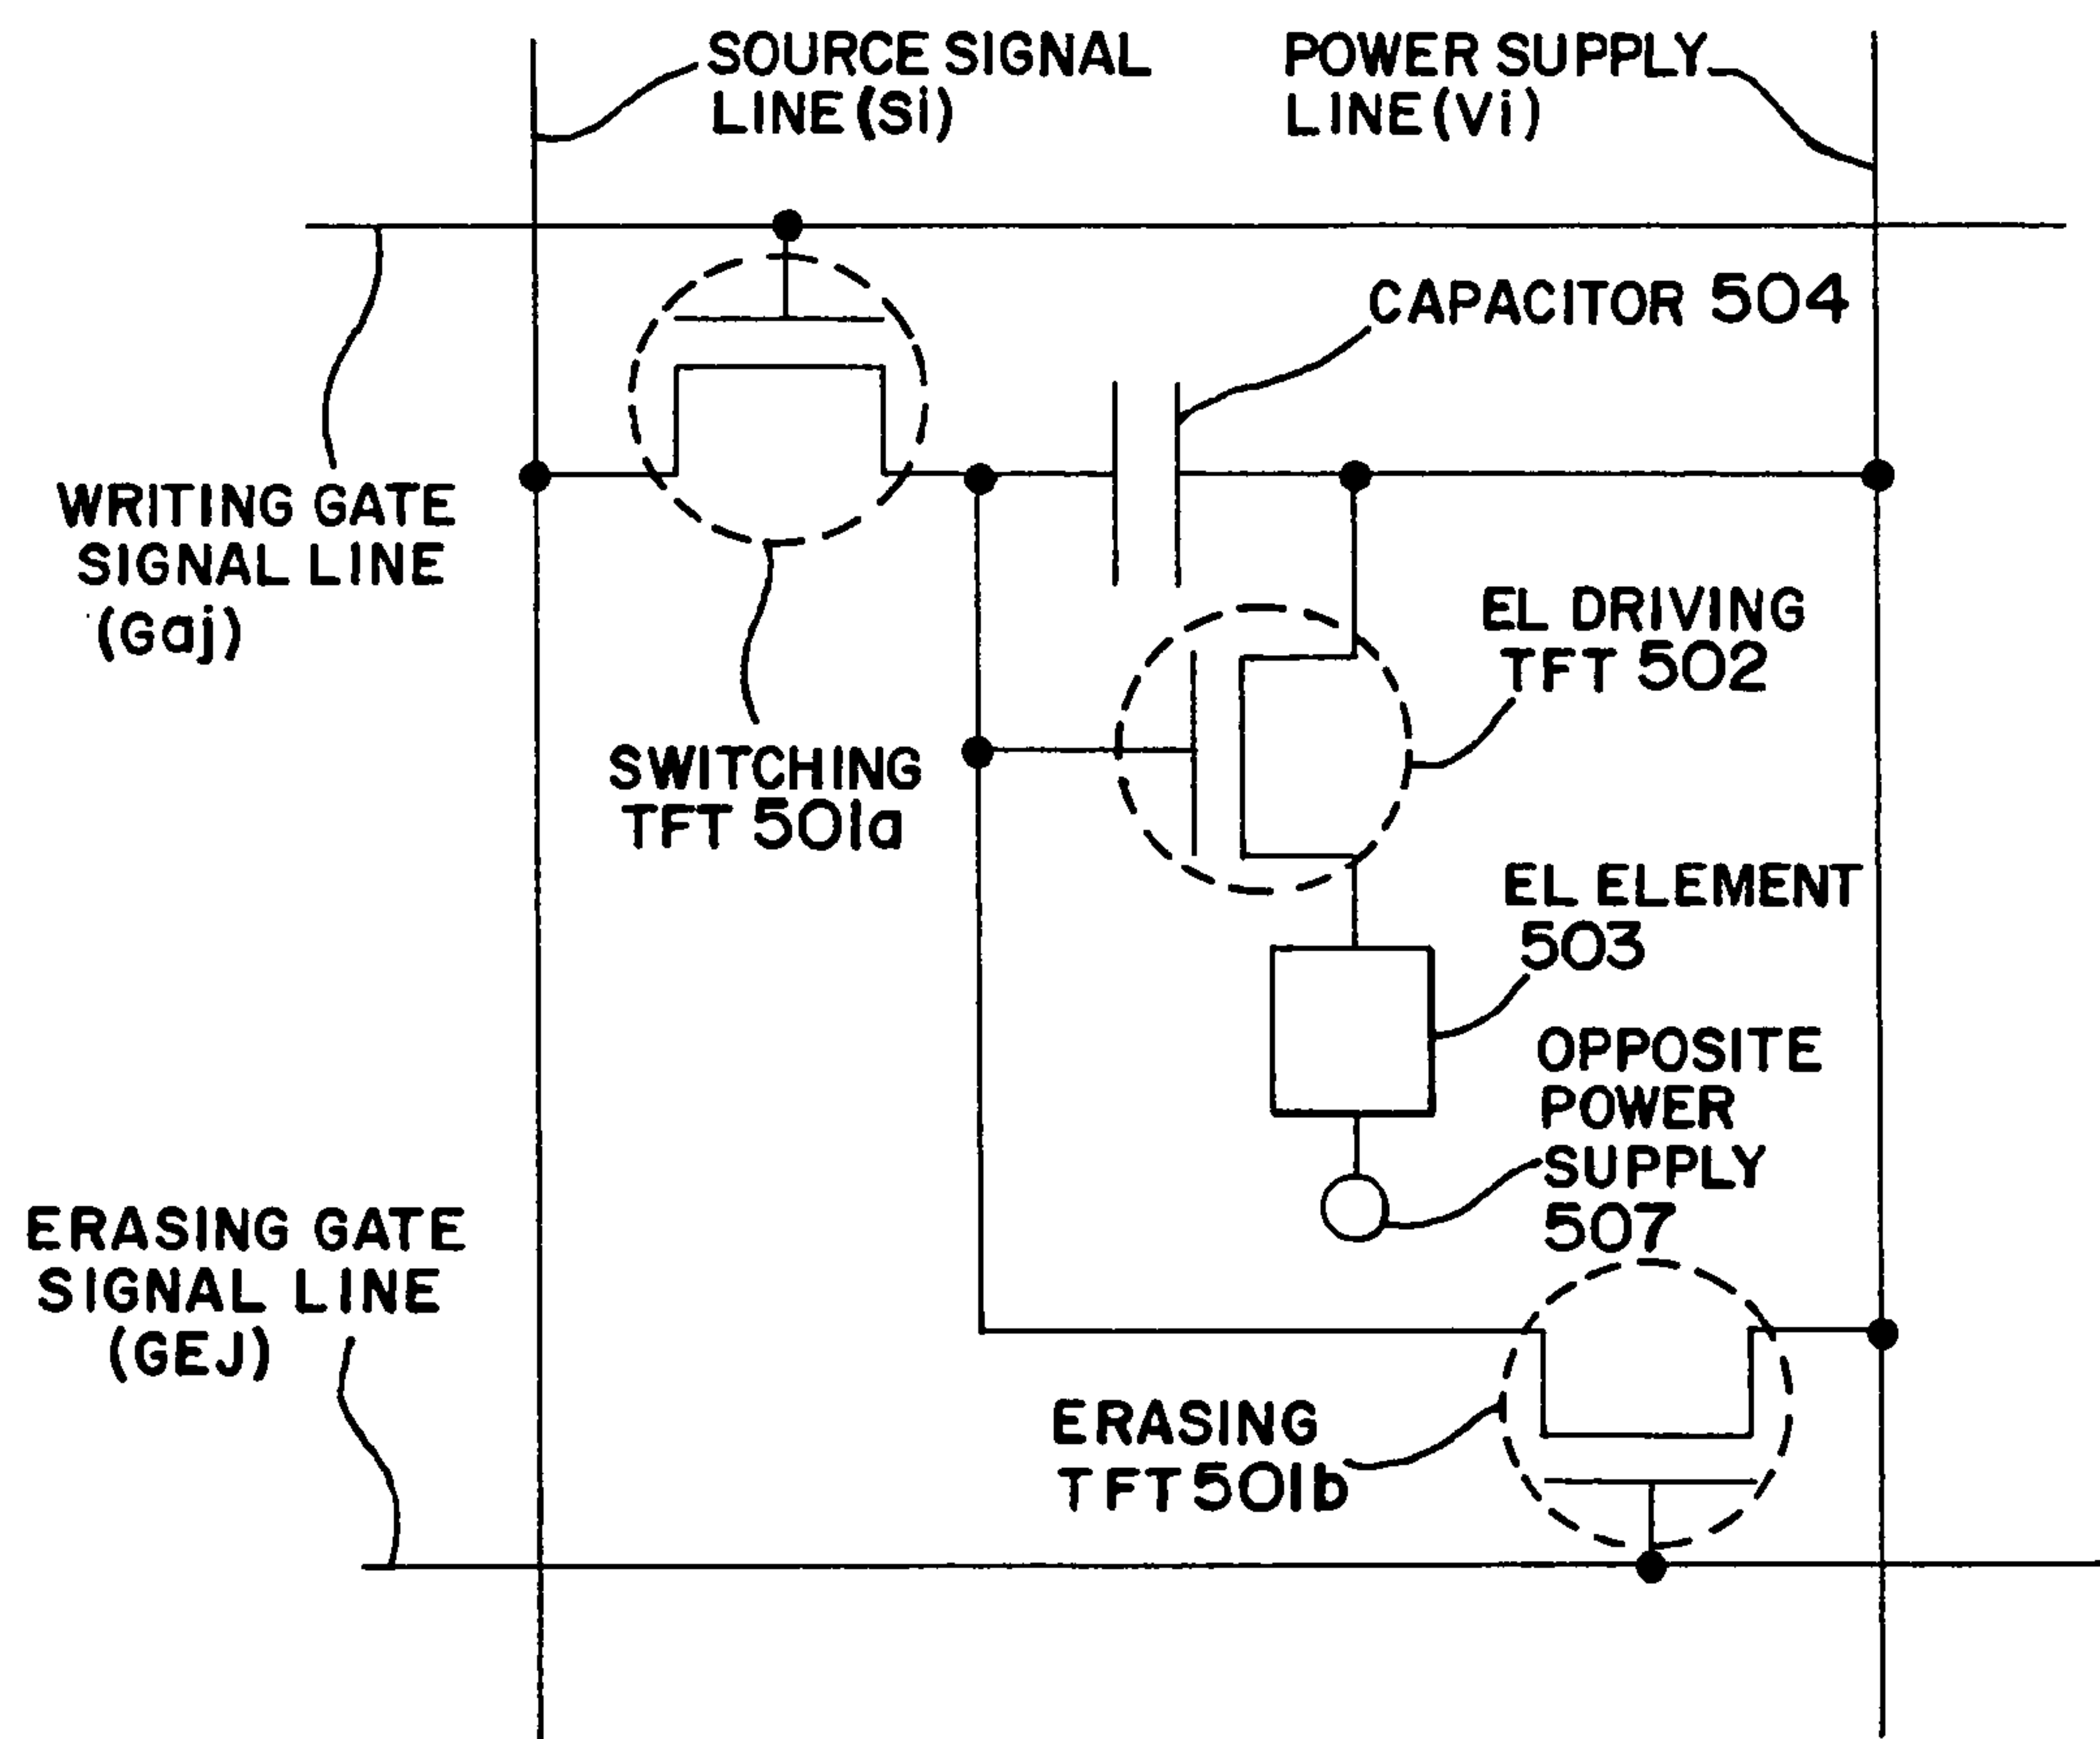 SOURCE SIGNAL
LINE(Si)
POWER SUPPLY
LINE(Vi)
CAPACITOR 504
WRITING GATE
SIGNAL LINE
(Gaj)
SWITCHING
TFT 501a
EL DRIVING
TFT 502
EL ELEMENT
503
OPPOSITE
POWER
SUPPLY
507
ERASING GATE
SIGNAL LINE
(GEJ)
ERASING
TFT 501b